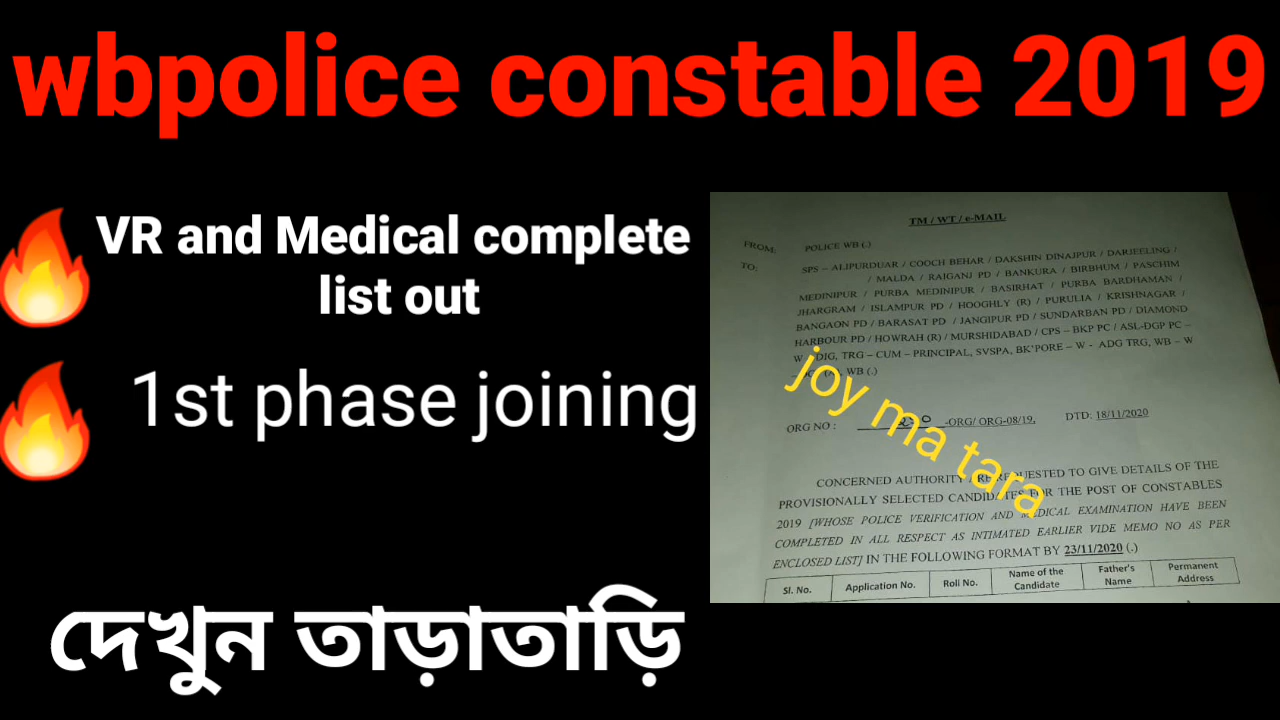 wbpolice constable 2019
VR and Medical complete
list out
1st phase joining
দেখুন তাড়াতাড়ি
TM / WT / e-MAIL
FROM: POLICE WB (.)
TO: SPS – ALIPURDUAR / COOCH BEHAR / DAKSHIN DINAJPUR / DARJEELING /
/ MALDA / RAIGANJ PD / BANKURA / BIRBHUM / PASCHIM
MEDINIPUR / PURBA MEDINIPUR / BASIRHAT / PURBA BARDHAMAN /
JHARGRAM / ISLAMPUR PD / HOOGHLY (R) / PURULIA / KRISHNAGAR /
BANGAON PD / BARASAT PD / JANGIPUR PD / SUNDARBAN PD / DIAMOND
HARBOUR PD / HOWRAH (R) / MURSHIDABAD / CPS – BKP PC / ASL-DGP PC –
W – DIG, TRG – CUM – PRINCIPAL, SVSPA, BK'PORE – W - ADG TRG, WB – W
WB (.)
joy ma tara
ORG NO : -ORG/ ORG-08/19, DTD: 18/11/2020
CONCERNED AUTHORITY ARE REQUESTED TO GIVE DETAILS OF THE
PROVISIONALLY SELECTED CANDIDATES FOR THE POST OF CONSTABLES
2019 [WHOSE POLICE VERIFICATION AND MEDICAL EXAMINATION HAVE BEEN
COMPLETED IN ALL RESPECT AS INTIMATED EARLIER VIDE MEMO NO AS PER
ENCLOSED LIST] IN THE FOLLOWING FORMAT BY 23/11/2020 (.)
Sl. No. Application No. Roll No. Name of the Candidate Father's Name Permanent Address